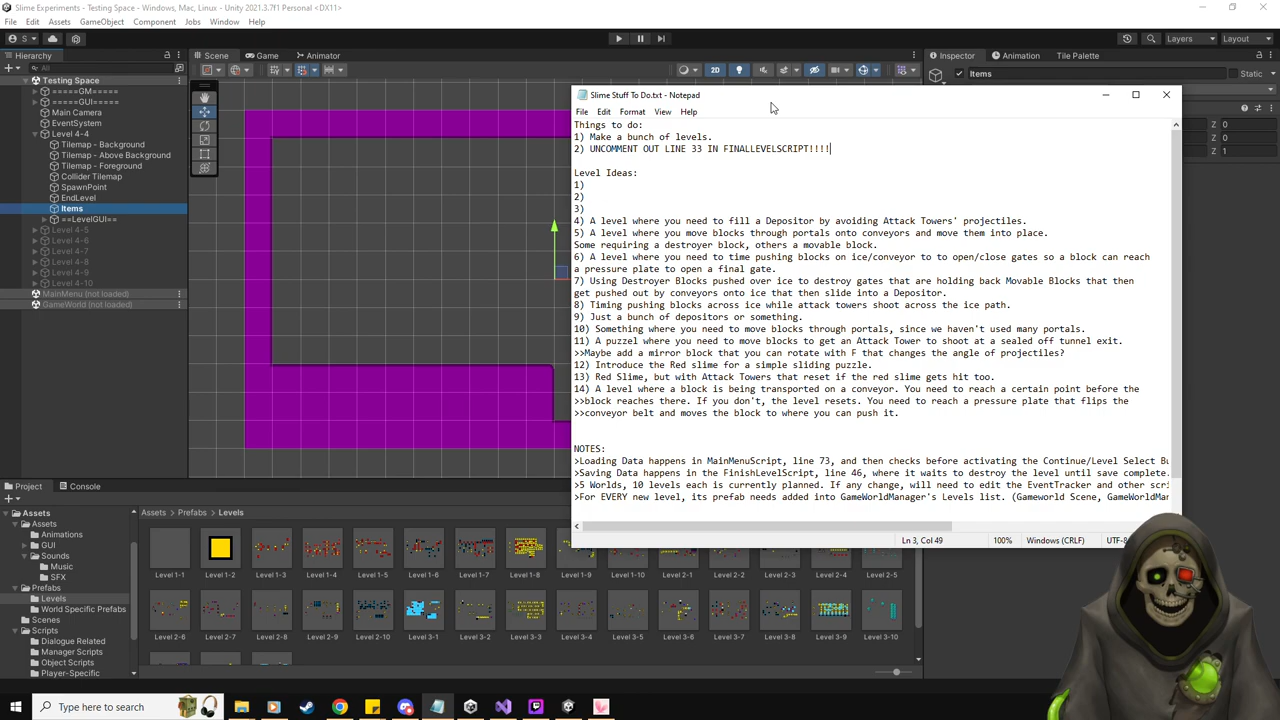 Slime Experiments - Testing Space - Windows, Mac, Linux - Unity 2021.3.7f1 Personal <DX11>
File Edit Assets GameObject Component Jobs Window Help
S
Layers Layout
Hierarchy
Scene Game Animator
Inspector Animation Tile Palette
All
2D
Items Static
Testing Space
=====GM=====
=====GUI=====
Main Camera
EventSystem
Level 4-4
Tilemap - Background
Tilemap - Above Background
Tilemap - Foreground
Collider Tilemap
SpawnPoint
EndLevel
Items
==LevelGUI==
Level 4-5
Level 4-6
Level 4-7
Level 4-8
Level 4-9
Level 4-10
MainMenu (not loaded)
GameWorld (not loaded)
Z 0
Z 0
Z 1
Slime Stuff To Do.txt - Notepad
File Edit Format View Help
Things to do:
1) Make a bunch of levels.
2) UNCOMMENT OUT LINE 33 IN FINALLEVELSCRIPT!!!!
Level Ideas:
1)
2)
3)
4) A level where you need to fill a Depositor by avoiding Attack Towers' projectiles.
5) A level where you move blocks through portals onto conveyors and move them into place.
Some requiring a destroyer block, others a movable block.
6) A level where you need to time pushing blocks on ice/conveyor to to open/close gates so a block can reach
a pressure plate to open a final gate.
7) Using Destroyer Blocks pushed over ice to destroy gates that are holding back Movable Blocks that then
get pushed out by conveyors onto ice that then slide into a Depositor.
8) Timing pushing Blocks across ice while attack towers shoot across the ice path.
9) Just a bunch of depositors or something.
10) Something where you need to move blocks through portals, since we haven't used many portals.
11) A puzzel where you need to move blocks to get an Attack Tower to shoot at a sealed off tunnel exit.
>>Maybe add a mirror block that you can rotate with F that changes the angle of projectiles?
12) Introduce the Red slime for a simple sliding puzzle.
13) Red Slime, but with Attack Towers that reset if the red slime gets hit too.
14) A level where a block is being transported on a conveyor. You need to reach a certain point before the
>>block reaches there. If you don't, the level resets. You need to reach a pressure plate that flips the
>>conveyor belt and moves the block to where you can push it.
NOTES:
>Loading Data happens in MainMenuScript, line 73, and then checks before activating the Continue/Level Select Bu
>Saving Data happens in the FinishLevelScript, line 46, where it waits to destroy the level until save complete.
>5 Worlds, 10 levels each is currently planned. If any change, will need to edit the EventTracker and other scri
>For EVERY new level, its prefab needs added into GameWorldManager's Levels list. (Gameworld Scene, GameWorldMan
Ln 3, Col 49 100% Windows (CRLF) UTF-8
Project Console
Assets
Assets
Animations
GUI
Sounds
Music
SFX
Prefabs
Levels
World Specific Prefabs
Scenes
Scripts
Dialogue Related
Manager Scripts
Object Scripts
Player-Specific
Assets > Prefabs > Levels
Level 1-1 Level 1-2 Level 1-3 Level 1-4 Level 1-5 Level 1-6 Level 1-7 Level 1-8 Level 1-9 Level 1-10 Level 2-1 Level 2-2 Level 2-3 Level 2-4 Level 2-5
Level 2-6 Level 2-7 Level 2-8 Level 2-9 Level 2-10 Level 3-1 Level 3-2 Level 3-3 Level 3-4 Level 3-5 Level 3-6 Level 3-7 Level 3-8 Level 3-9 Level 3-10
Type here to search